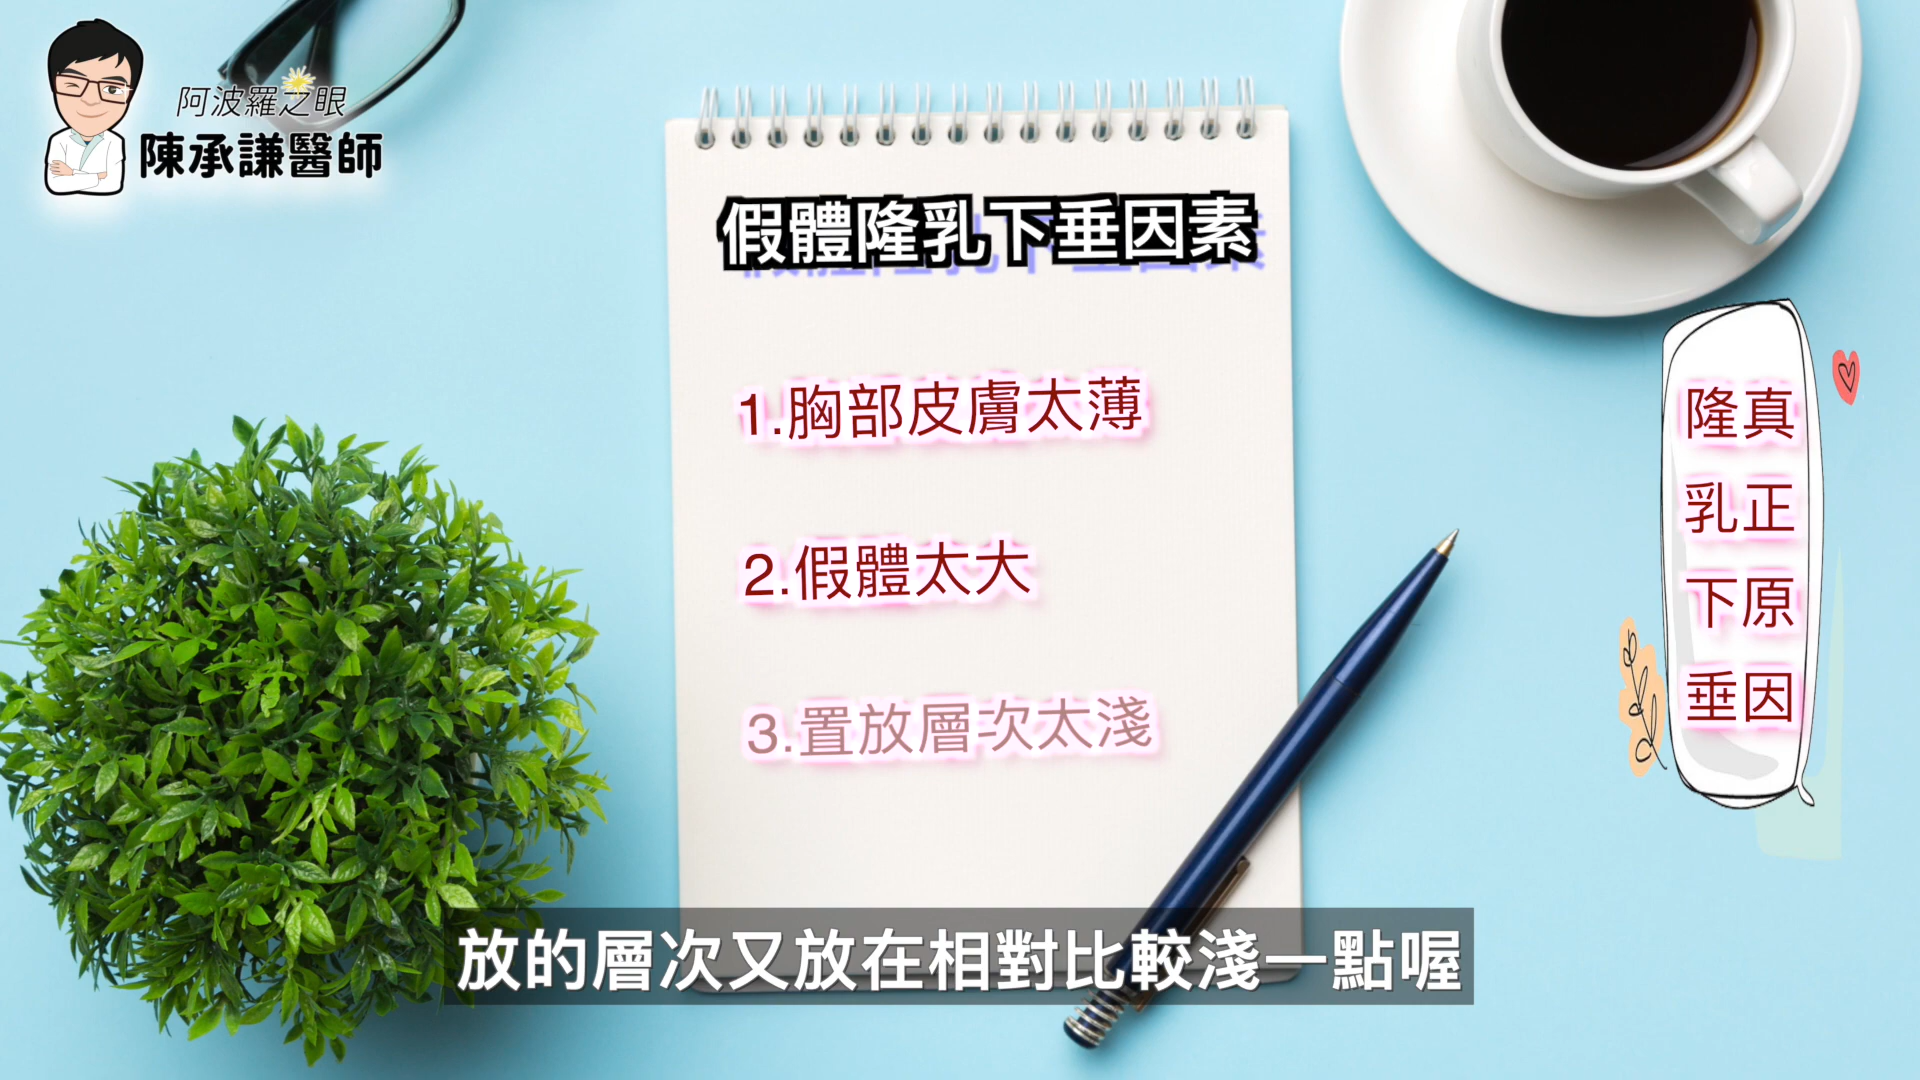 阿波羅之眼
陳承謙醫師
假體隆乳下垂因素
1.胸部皮膚太薄
2.假體太大
3.置放層次太淺
真正原因
隆乳下垂
放的層次又放在相對比較淺一點喔